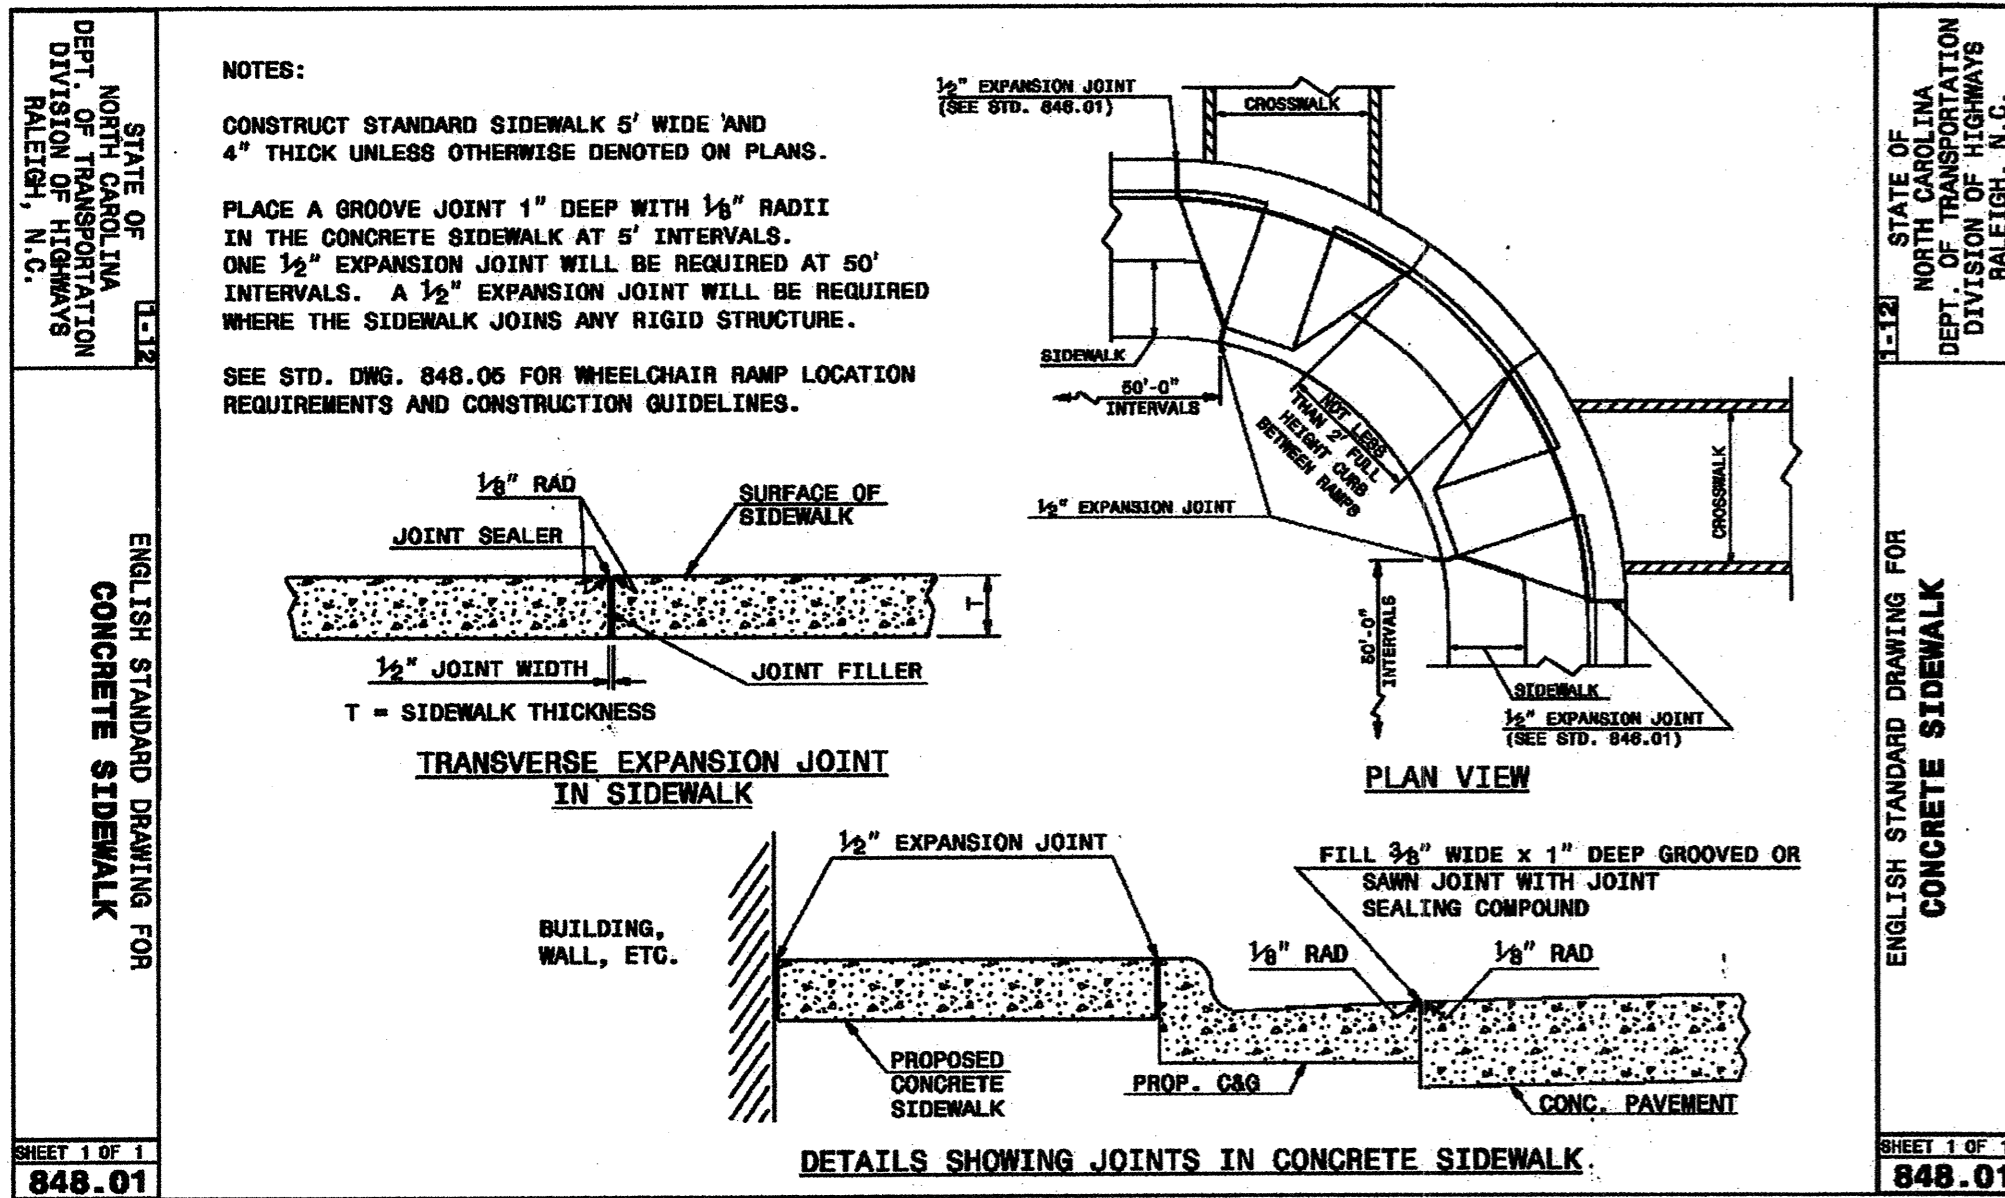 STATE OF
NORTH CAROLINA
DEPT. OF TRANSPORTATION
DIVISION OF HIGHWAYS
RALEIGH, N.C.
1-12
ENGLISH STANDARD DRAWING FOR
CONCRETE SIDEWALK
SHEET 1 OF 1
848.01
NOTES:
CONSTRUCT STANDARD SIDEWALK 5' WIDE AND
4" THICK UNLESS OTHERWISE DENOTED ON PLANS.
PLACE A GROOVE JOINT 1" DEEP WITH 1/8" RADII
IN THE CONCRETE SIDEWALK AT 5' INTERVALS.
ONE 1/2" EXPANSION JOINT WILL BE REQUIRED AT 50'
INTERVALS. A 1/2" EXPANSION JOINT WILL BE REQUIRED
WHERE THE SIDEWALK JOINS ANY RIGID STRUCTURE.
SEE STD. DWG. 848.05 FOR WHEELCHAIR RAMP LOCATION
REQUIREMENTS AND CONSTRUCTION GUIDELINES.
1/8" RAD
SURFACE OF
SIDEWALK
JOINT SEALER
T
1/2" JOINT WIDTH
JOINT FILLER
T = SIDEWALK THICKNESS
TRANSVERSE EXPANSION JOINT
IN SIDEWALK
1/2" EXPANSION JOINT
(SEE STD. 846.01)
CROSSWALK
SIDEWALK
50'-0"
INTERVALS
NOT LESS
THAN 2' FULL
HEIGHT CURB
BETWEEN RAMPS
1/2" EXPANSION JOINT
CROSSWALK
50'-0"
INTERVALS
SIDEWALK
1/2" EXPANSION JOINT
(SEE STD. 846.01)
PLAN VIEW
1/2" EXPANSION JOINT
FILL 3/8" WIDE x 1" DEEP GROOVED OR
SAWN JOINT WITH JOINT
SEALING COMPOUND
BUILDING,
WALL, ETC.
1/8" RAD
1/8" RAD
PROPOSED
CONCRETE
SIDEWALK
PROP. C&G
CONC. PAVEMENT
DETAILS SHOWING JOINTS IN CONCRETE SIDEWALK
STATE OF
NORTH CAROLINA
DEPT. OF TRANSPORTATION
DIVISION OF HIGHWAYS
RALEIGH, N.C.
1-12
ENGLISH STANDARD DRAWING FOR
CONCRETE SIDEWALK
SHEET 1 OF 1
848.01